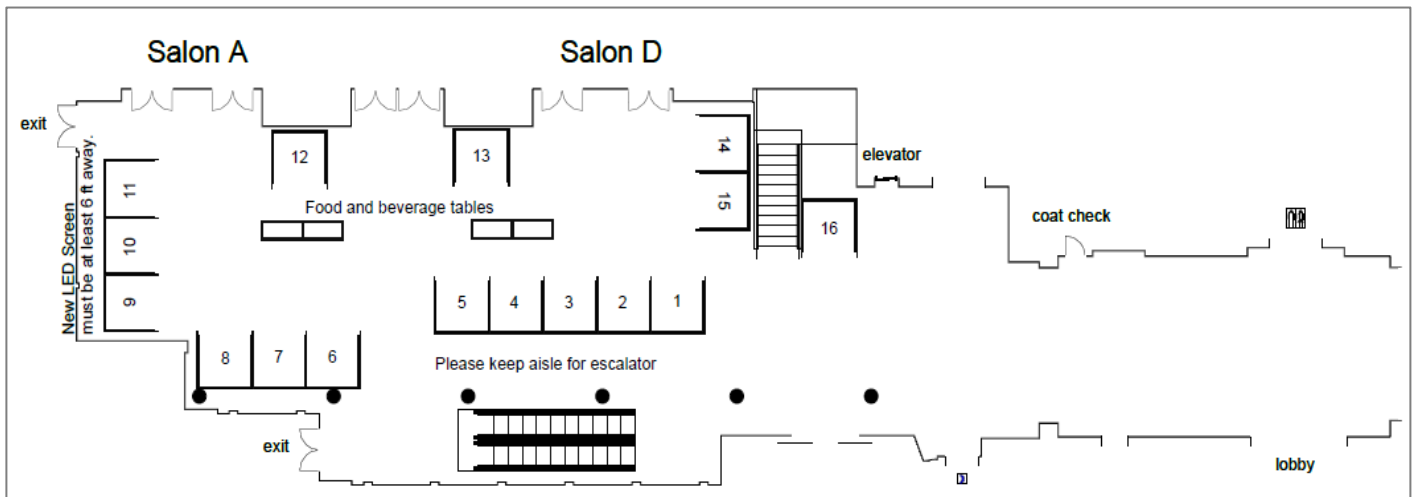 Salon A
Salon D
exit
New LED Screen
must be at least 6 ft away.
12
13
14
elevator
11
15
Food and beverage tables
16
coat check
10
9
5
4
3
2
1
8
7
6
Please keep aisle for escalator
exit
lobby